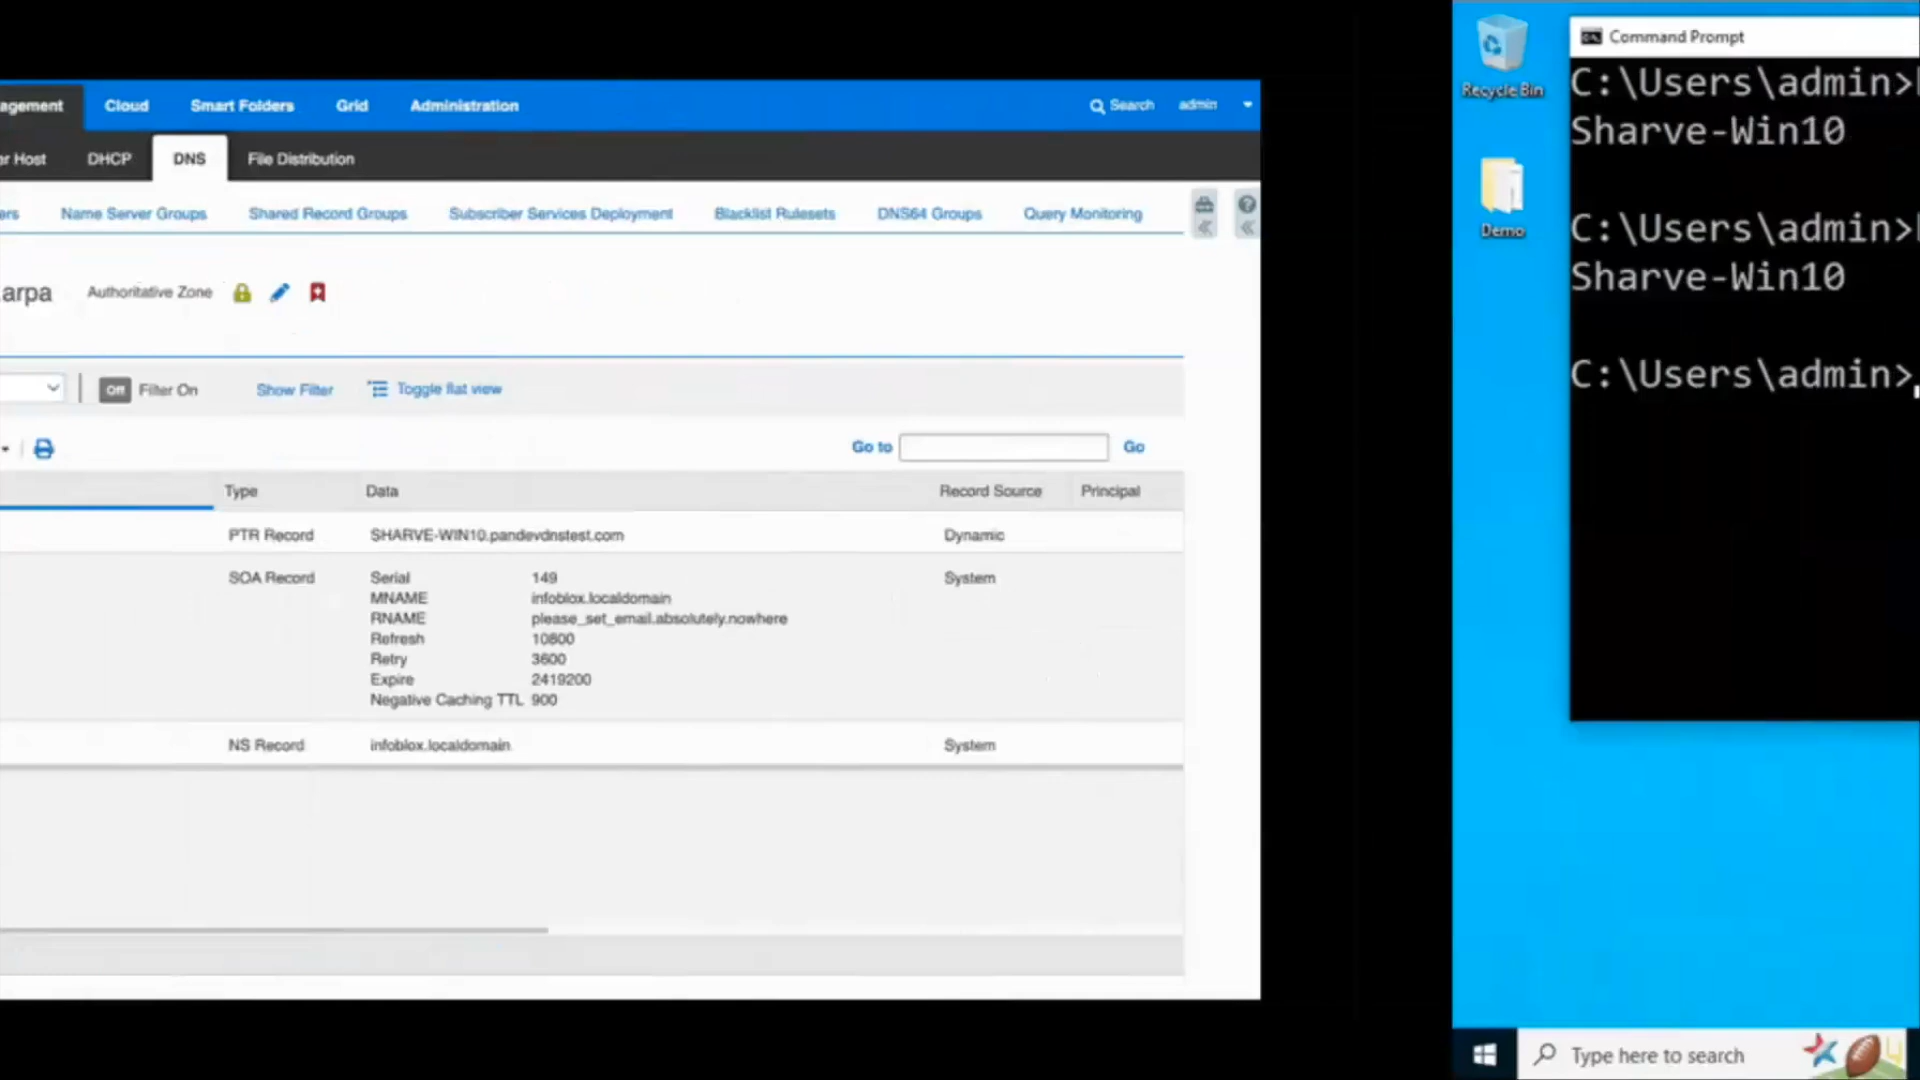 agement Cloud Smart Folders Grid Administration Search admin
er Host DHCP DNS File Distribution
ers Name Server Groups Shared Record Groups Subscriber Services Deployment Blacklist Rulesets DNS64 Groups Query Monitoring
.arpa Authoritative Zone
Off Filter On Show Filter Toggle flat view
Go to Go
Type Data Record Source Principal
PTR Record SHARVE-WIN10.pandevdnstest.com Dynamic
SOA Record Serial 149 System
MNAME infoblox.localdomain
RNAME please_set_email.absolutely.nowhere
Refresh 10800
Retry 3600
Expire 2419200
Negative Caching TTL 900
NS Record infoblox.localdomain System
Recycle Bin
Demo
Command Prompt
C:\Users\admin>
Sharve-Win10
C:\Users\admin>
Sharve-Win10
C:\Users\admin>
Type here to search